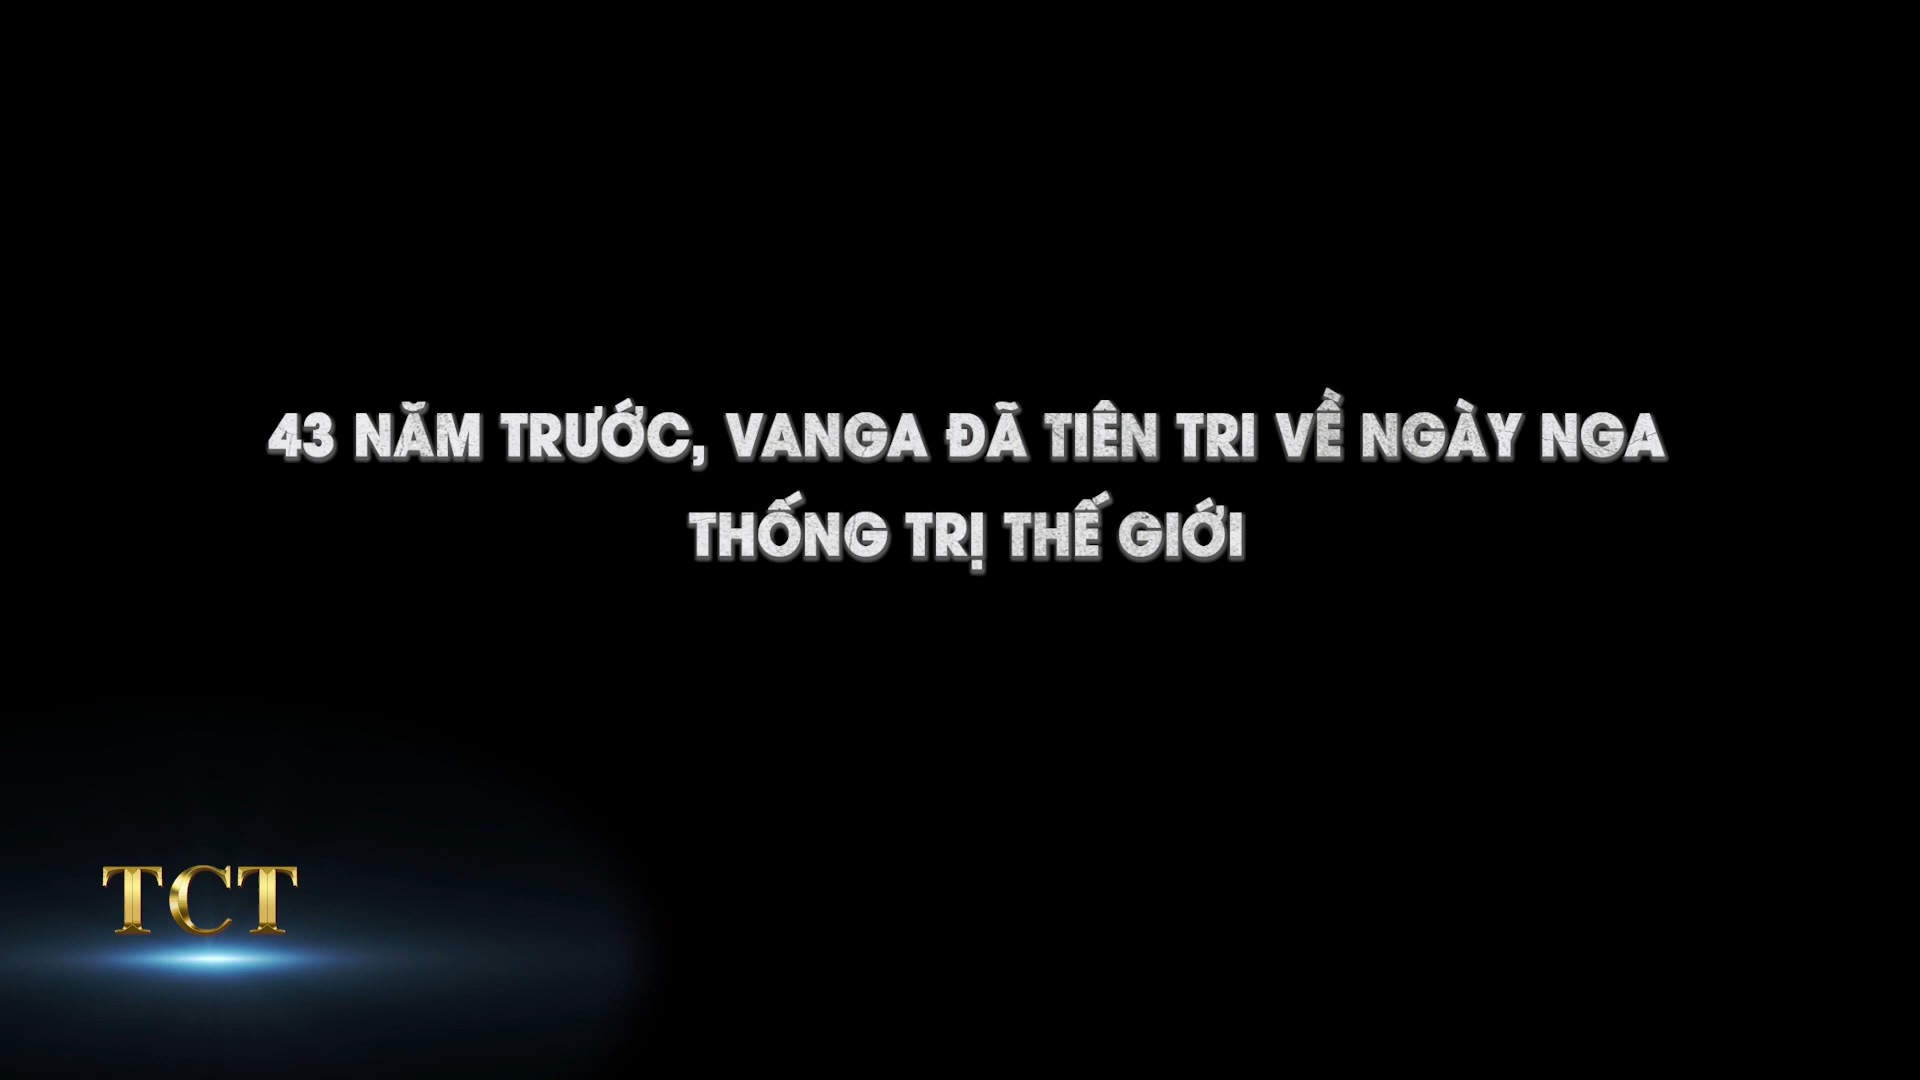 43 NĂM TRƯỚC, VANGA ĐÃ TIÊN TRI VỀ NGÀY NGA
THỐNG TRỊ THẾ GIỚI
TCT